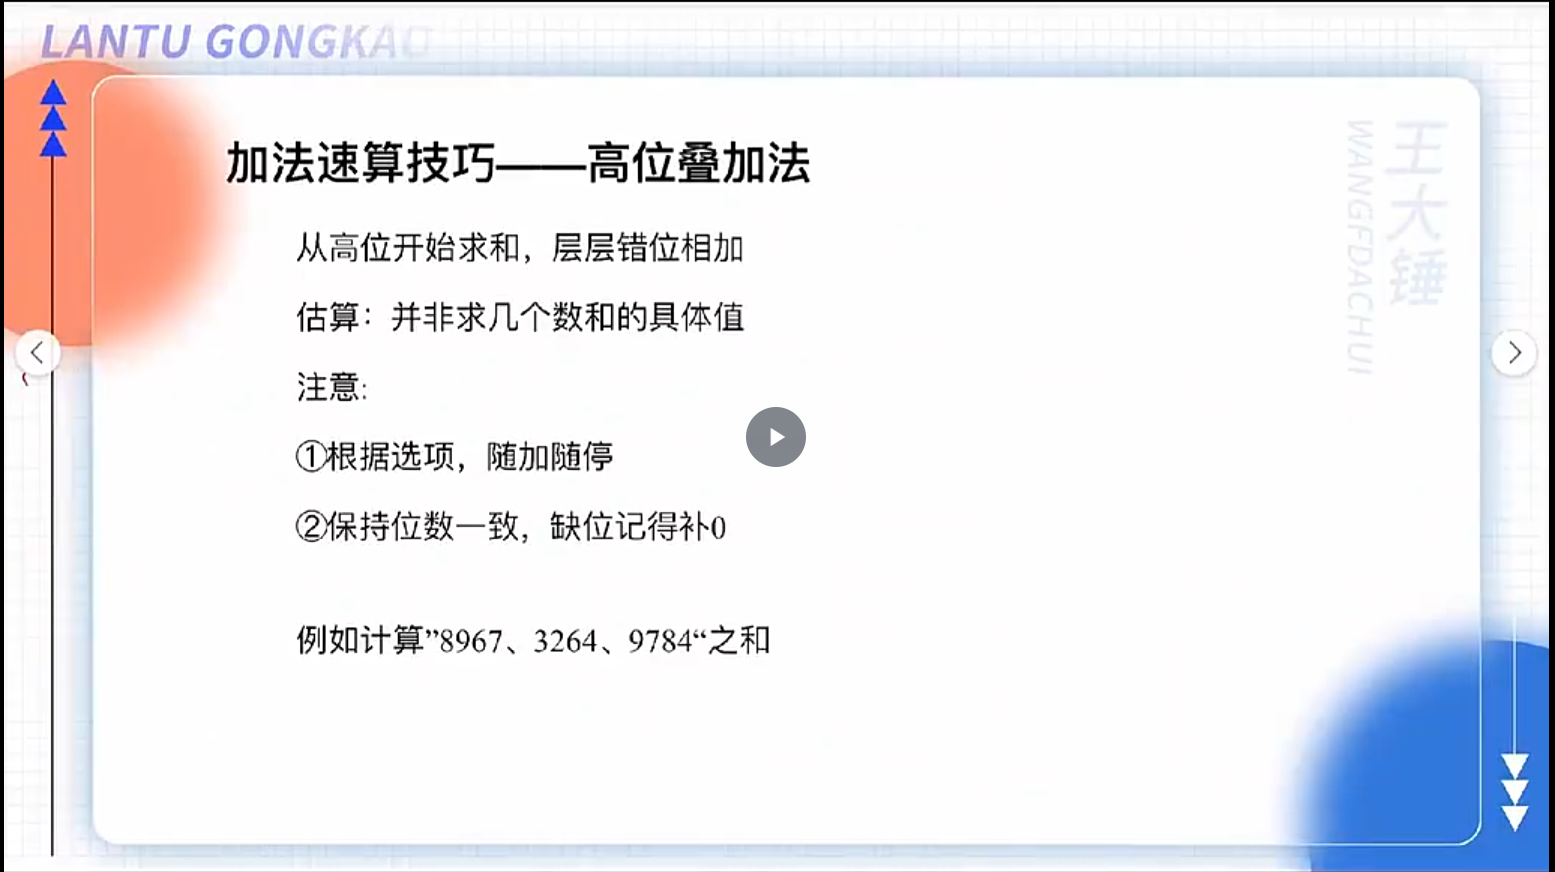 LANTU GONGKAO
加法速算技巧——高位叠加法
从高位开始求和，层层错位相加
估算：并非求几个数和的具体值
注意:
①根据选项，随加随停
②保持位数一致，缺位记得补0
例如计算”8967、3264、9784“之和
王大锤
WANGFDACHUI